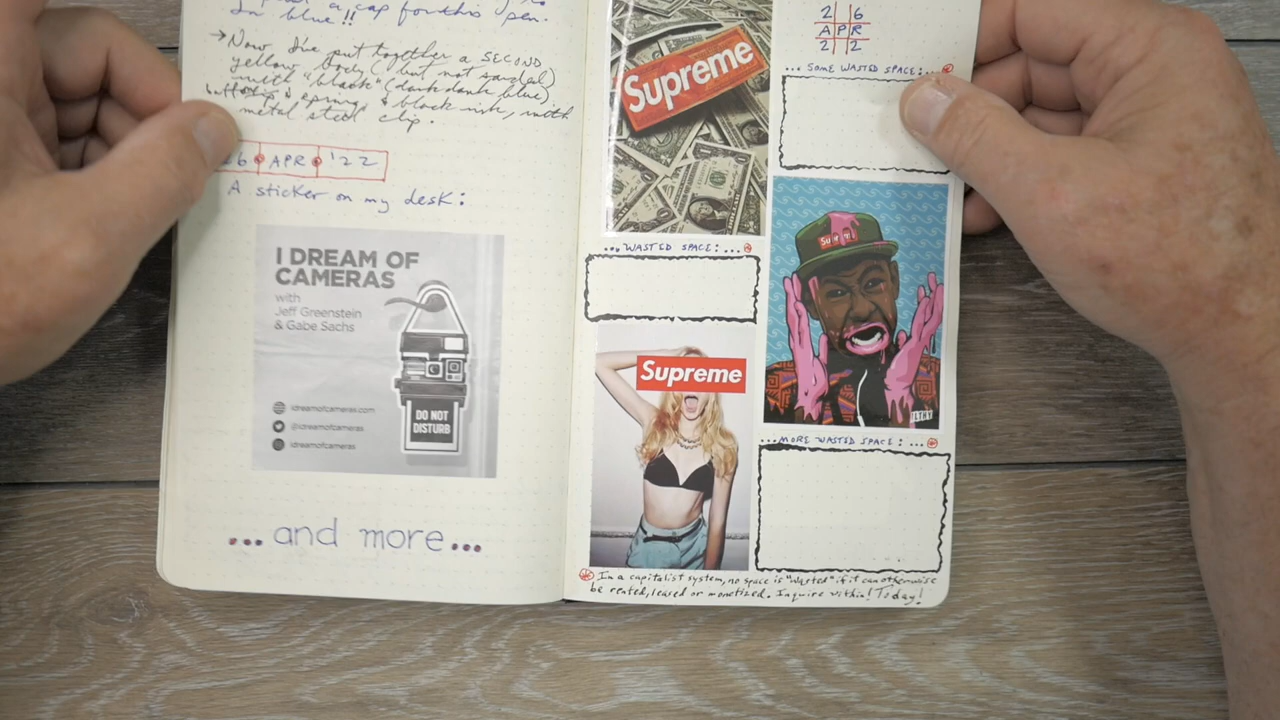 a cap for this pen.
In blue!!
→ Now I've put together a SECOND
yellow body (but not sanded)
with "black" (dark dark blue)
& spring & black ink, with
metal steel clip.
26 APR '22
A sticker on my desk:
I DREAM OF
CAMERAS
with
Jeff Greenstein
& Gabe Sachs
DO NOT
DISTURB
idreamofcameras.com
@idreamofcameras
idreamofcameras
...and more...
Supreme
...WASTED SPACE:...
Supreme
2 6
A P R
2 2
...SOME WASTED SPACE:...
Supreme
ILTHY
...MORE WASTED SPACE:...
In a capitalist system, no space is "wasted" if it can otherwise
be rented, leased or monetized. Inquire within! Today!